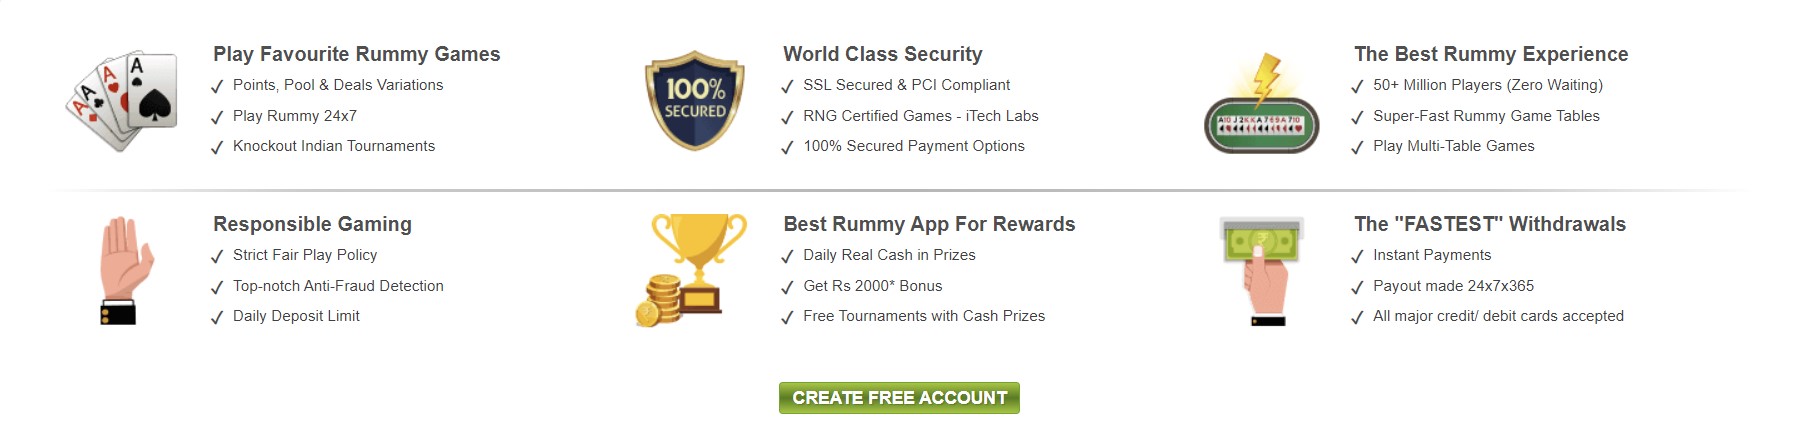 Play Favourite Rummy Games
Points, Pool & Deals Variations
Play Rummy 24x7
Knockout Indian Tournaments
100%
SECURED
World Class Security
SSL Secured & PCI Compliant
RNG Certified Games - iTech Labs
100% Secured Payment Options
The Best Rummy Experience
50+ Million Players (Zero Waiting)
Super-Fast Rummy Game Tables
Play Multi-Table Games
Responsible Gaming
Strict Fair Play Policy
Top-notch Anti-Fraud Detection
Daily Deposit Limit
Best Rummy App For Rewards
Daily Real Cash in Prizes
Get Rs 2000* Bonus
Free Tournaments with Cash Prizes
The "FASTEST" Withdrawals
Instant Payments
Payout made 24x7x365
All major credit/ debit cards accepted
CREATE FREE ACCOUNT